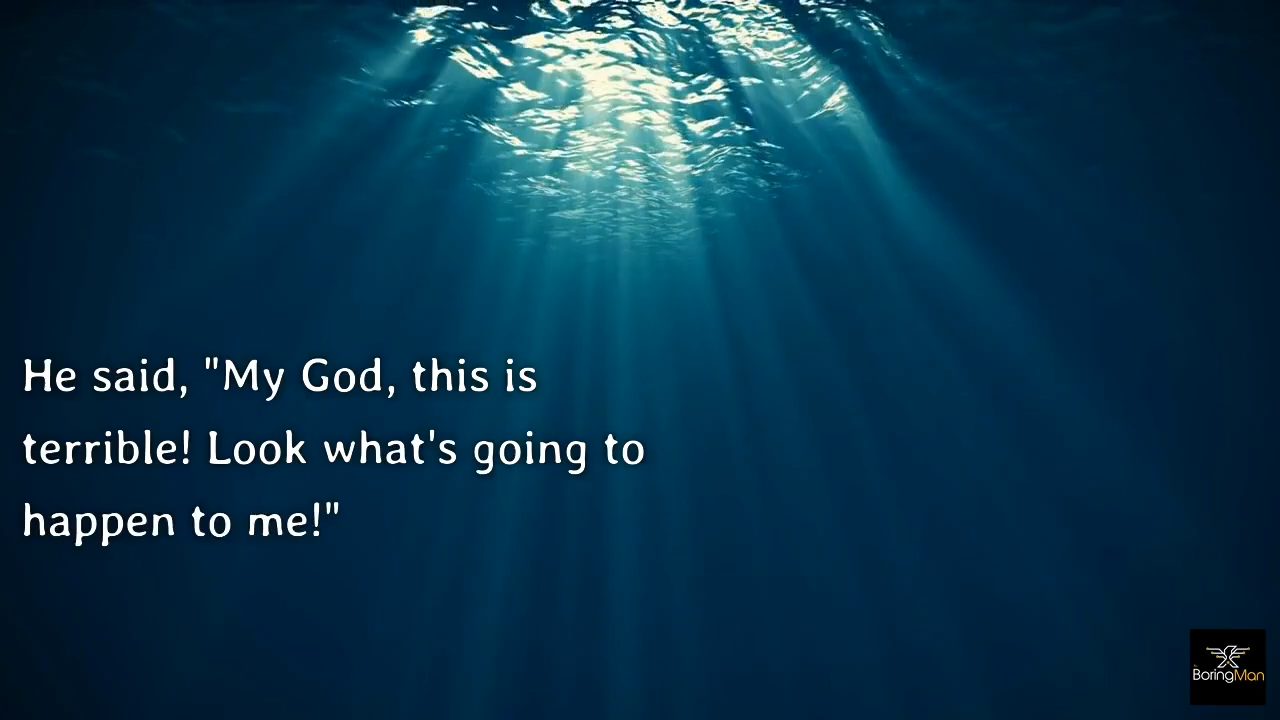 He said, "My God, this is
terrible! Look what's going to
happen to me!"
BoringMan